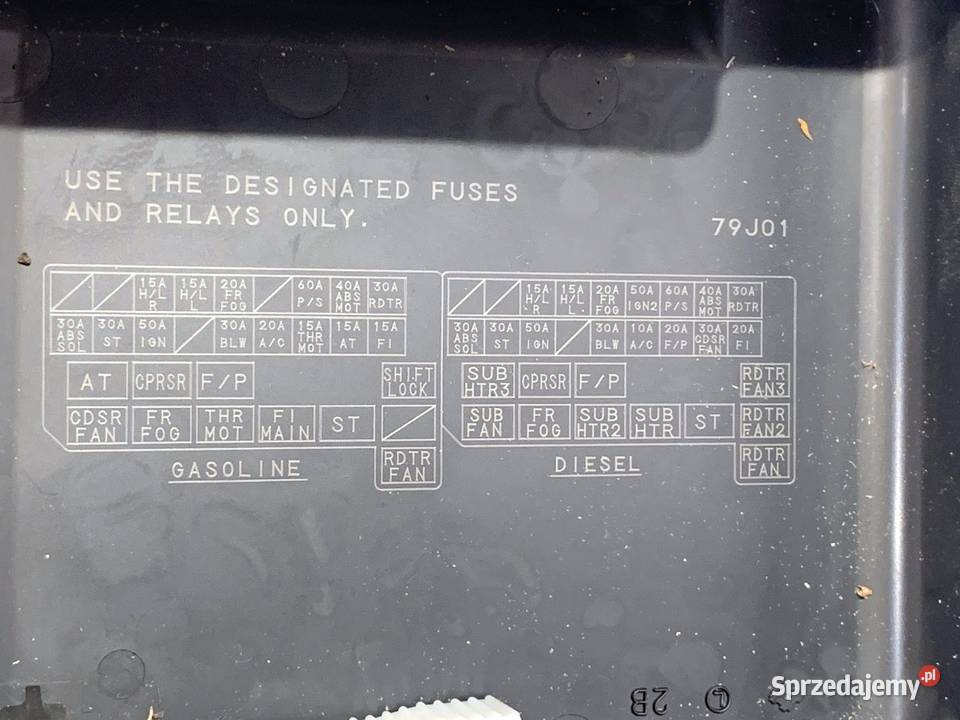 USE THE DESIGNATED FUSES
AND RELAYS ONLY.
79J01
15A H/L R
15A H/L L
20A FR FOG
60A P/S
40A ABS MOT
30A RDTR
30A ABS SOL
30A ST
50A IGN
30A BLW
20A A/C
15A THR MOT
15A AT
15A FI
AT
CPRSR
F/P
SHIFT LOCK
CDSR FAN
FR FOG
THR MOT
FI MAIN
ST
RDTR FAN
GASOLINE
15A H/L R
15A H/L L
20A FR FOG
50A IGN2
60A P/S
40A ABS MOT
30A RDTR
30A ABS SOL
30A ST
50A IGN
30A BLW
10A A/C
20A F/P
30A CDSR FAN
20A FI
SUB HTR3
CPRSR
F/P
RDTR FAN3
SUB FAN
FR FOG
SUB HTR2
SUB HTR
ST
RDTR FAN2
RDTR FAN
DIESEL
2B
Sprzedajemy.pl